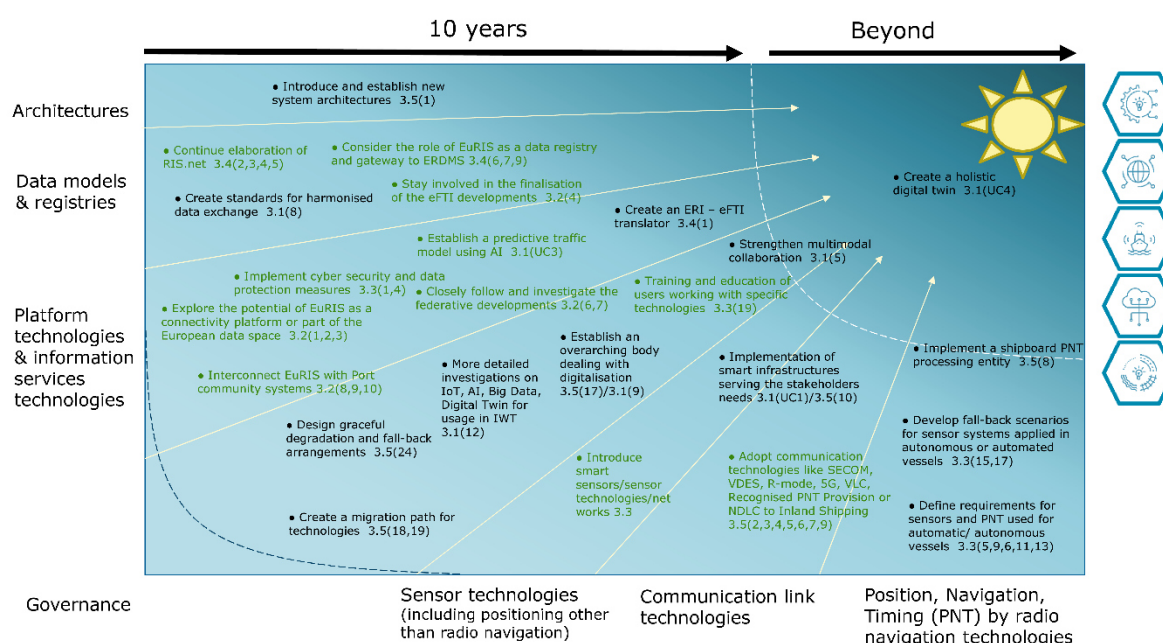 10 years
Beyond
Architectures
Data models
& registries
Platform
technologies
& information
services
technologies
Governance
● Introduce and establish new
system architectures 3.5(1)
● Continue elaboration of
RIS.net 3.4(2,3,4,5)
● Consider the role of EuRIS as a data registry
and gateway to ERDMS 3.4(6,7,9)
● Create standards for harmonised
data exchange 3.1(8)
● Stay involved in the finalisation
of the eFTI developments 3.2(4)
● Create an ERI – eFTI
translator 3.4(1)
● Create a holistic
digital twin 3.1(UC4)
● Establish a predictive traffic
model using AI 3.1(UC3)
● Strengthen multimodal
collaboration 3.1(5)
● Implement cyber security and data
protection measures 3.3(1,4)
● Closely follow and investigate the
federative developments 3.2(6,7)
● Training and education of
users working with specific
technologies 3.3(19)
● Explore the potential of EuRIS as a
connectivity platform or part of the
European data space 3.2(1,2,3)
● Interconnect EuRIS with Port
community systems 3.2(8,9,10)
● More detailed
investigations on
IoT, AI, Big Data,
Digital Twin for
usage in IWT
3.1(12)
● Establish an
overarching body
dealing with
digitalisation
3.5(17)/3.1(9)
● Implementation of
smart infrastructures
serving the stakeholders
needs 3.1(UC1)/3.5(10)
● Implement a shipboard PNT
processing entity 3.5(8)
● Design graceful
degradation and fall-back
arrangements 3.5(24)
● Introduce
smart
sensors/sensor
technologies/net
works 3.3
● Adopt communication
technologies like SECOM,
VDES, R-mode, 5G, VLC,
Recognised PNT Provision or
NDLC to Inland Shipping
3.5(2,3,4,5,6,7,9)
● Develop fall-back scenarios
for sensor systems applied in
autonomous or automated
vessels 3.3(15,17)
● Create a migration path for
technologies 3.5(18,19)
● Define requirements for
sensors and PNT used for
automatic/ autonomous
vessels 3.3(5,9,6,11,13)
Sensor technologies
(including positioning other
than radio navigation)
Communication link
technologies
Position, Navigation,
Timing (PNT) by radio
navigation technologies